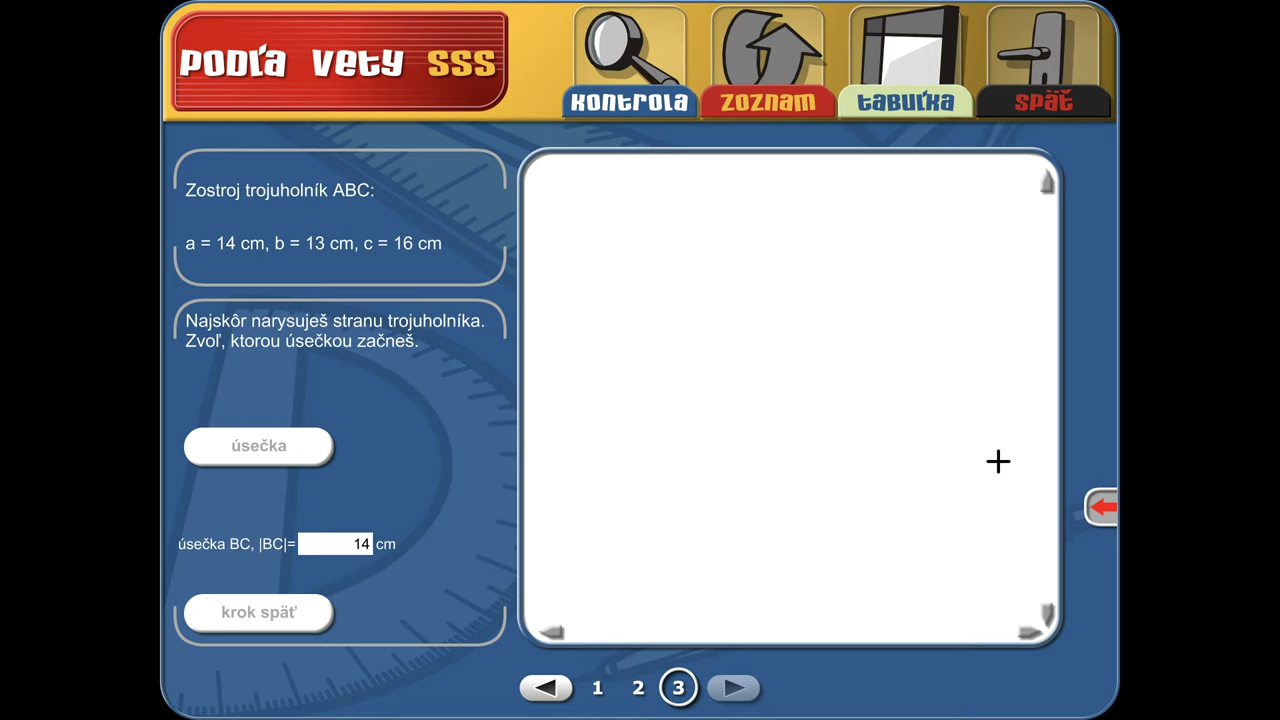 PODĽA VETY SSS
KONTROLA
ZOZNAM
TABUĽKA
SPÄŤ
Zostroj trojuholník ABC:
a = 14 cm, b = 13 cm, c = 16 cm
Najskôr narysuješ stranu trojuholníka.
Zvoľ, ktorou úsečkou začneš.
úsečka
úsečka BC, |BC|= 14 cm
krok späť
1 2 3